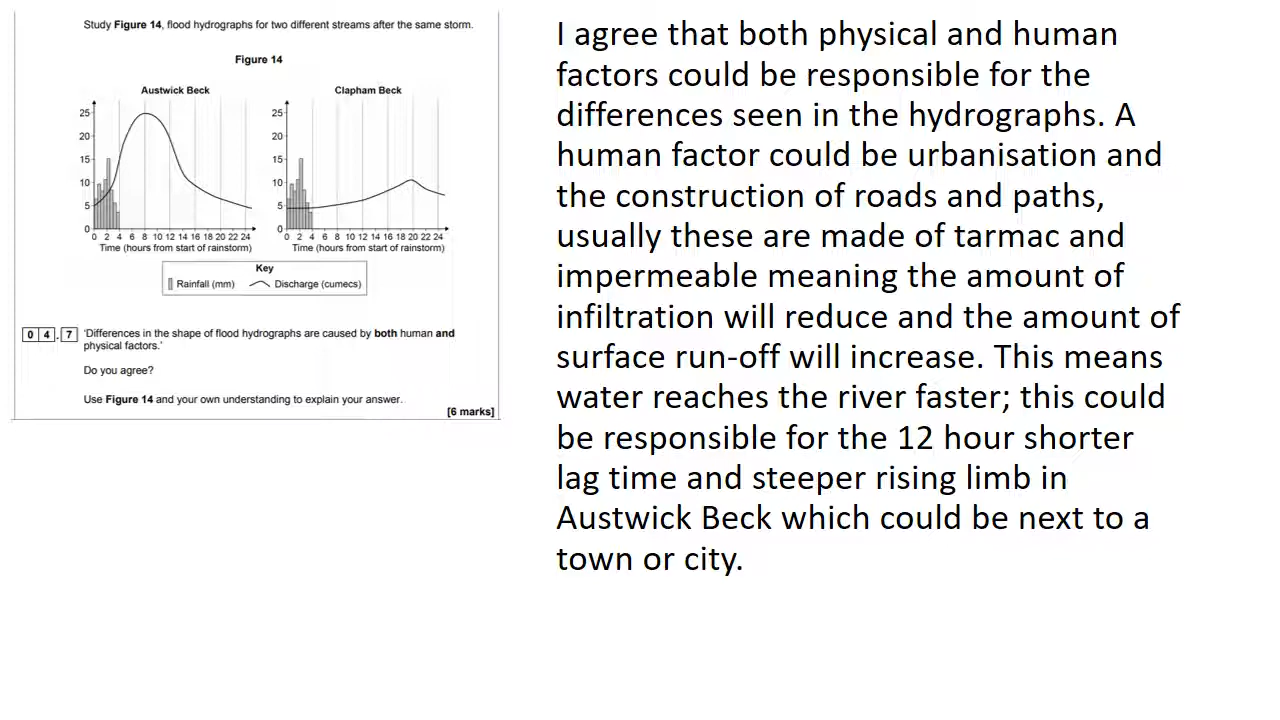 Study Figure 14, flood hydrographs for two different streams after the same storm.
Figure 14
Austwick Beck
25
20
15
10
5
0
0 2 4 6 8 10 12 14 16 18 20 22 24
Time (hours from start of rainstorm)
Clapham Beck
25
20
15
10
5
0
0 2 4 6 8 10 12 14 16 18 20 22 24
Time (hours from start of rainstorm)
Key
Rainfall (mm) Discharge (cumecs)
0 4 . 7 'Differences in the shape of flood hydrographs are caused by both human and
physical factors.'
Do you agree?
Use Figure 14 and your own understanding to explain your answer.
[6 marks]
I agree that both physical and human
factors could be responsible for the
differences seen in the hydrographs. A
human factor could be urbanisation and
the construction of roads and paths,
usually these are made of tarmac and
impermeable meaning the amount of
infiltration will reduce and the amount of
surface run-off will increase. This means
water reaches the river faster; this could
be responsible for the 12 hour shorter
lag time and steeper rising limb in
Austwick Beck which could be next to a
town or city.